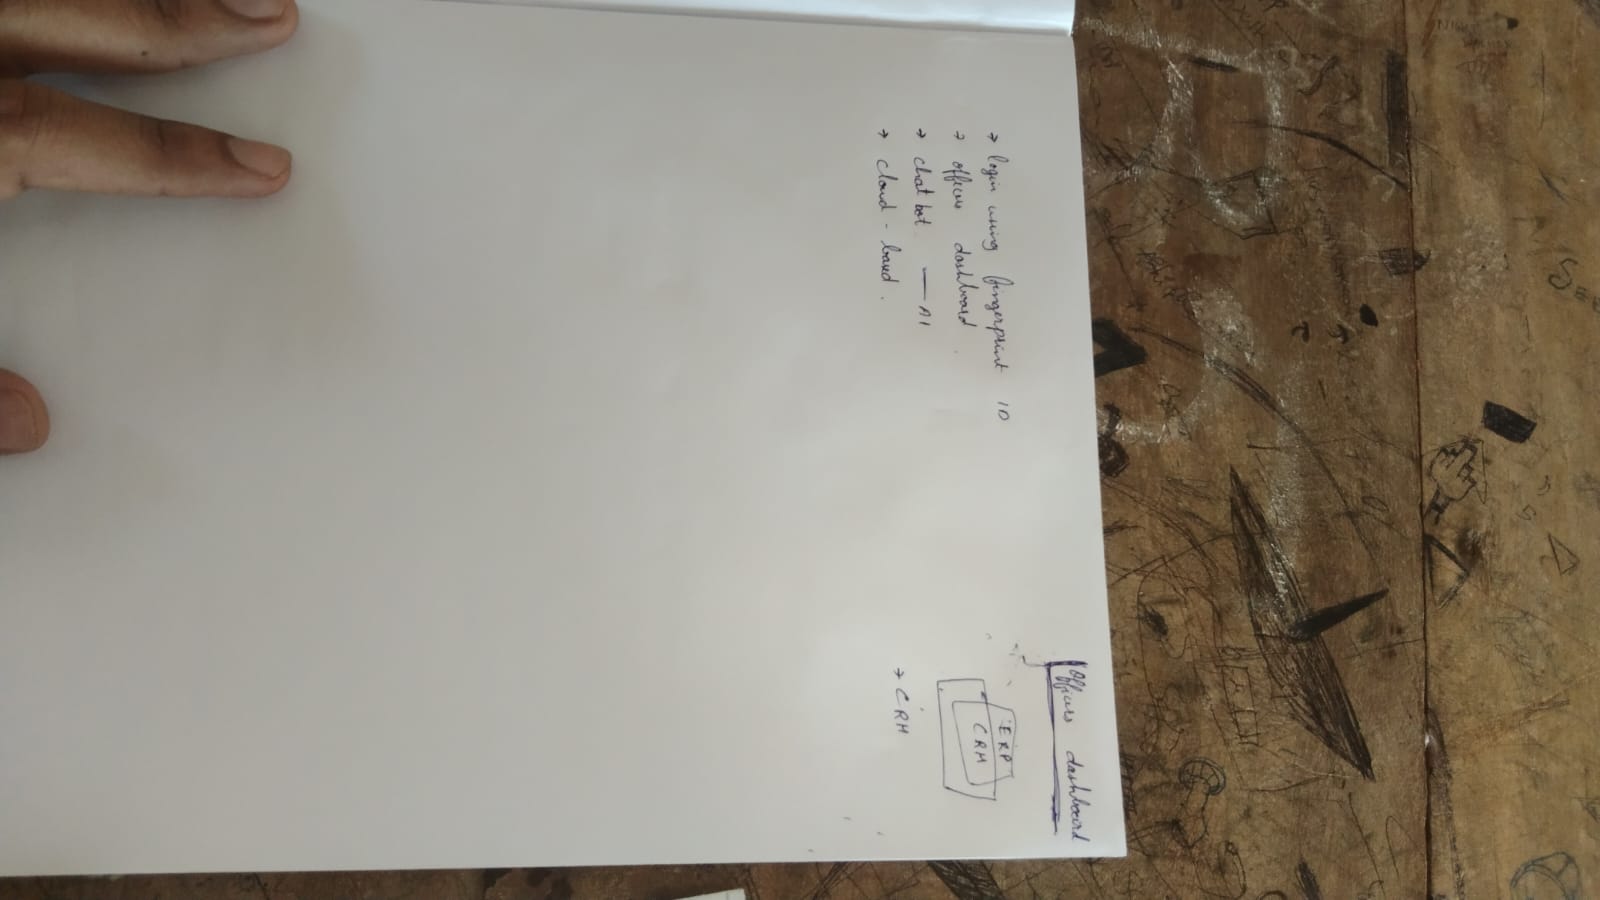 Officers dashboard
→ login using fingerprint ID
→ officers dashboard
→ chat bot — AI
→ cloud - based.
ERP
CRM
→ CRM